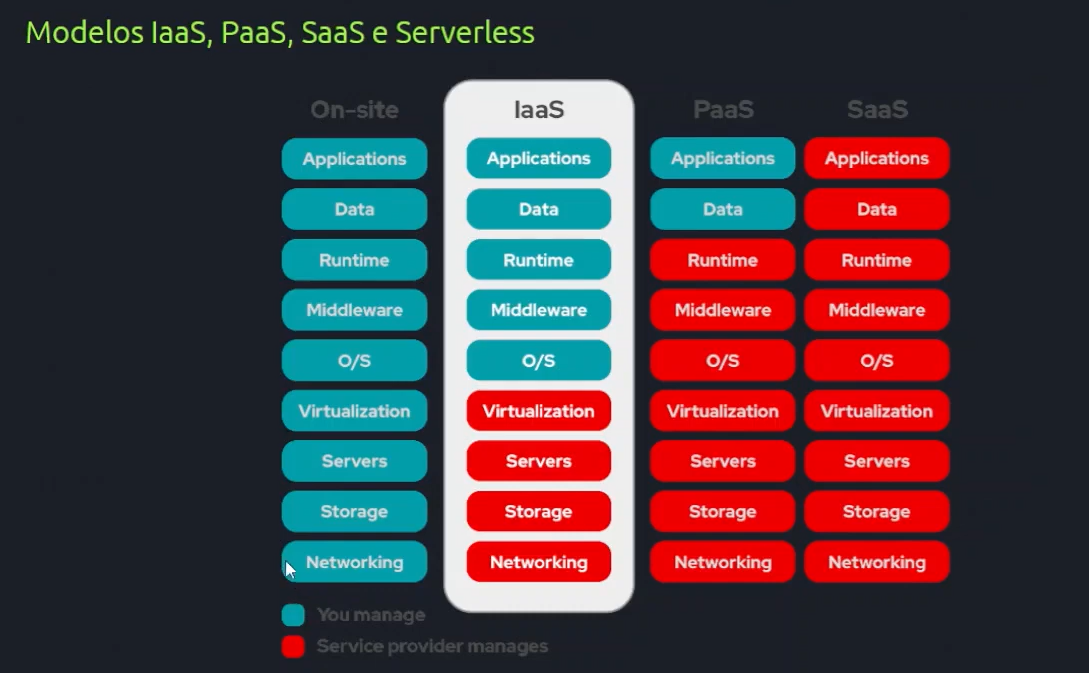 Modelos IaaS, PaaS, SaaS e Serverless
On-site IaaS PaaS SaaS
Applications Applications Applications Applications
Data Data Data Data
Runtime Runtime Runtime Runtime
Middleware Middleware Middleware Middleware
O/S O/S O/S O/S
Virtualization Virtualization Virtualization Virtualization
Servers Servers Servers Servers
Storage Storage Storage Storage
Networking Networking Networking Networking
You manage
Service provider manages